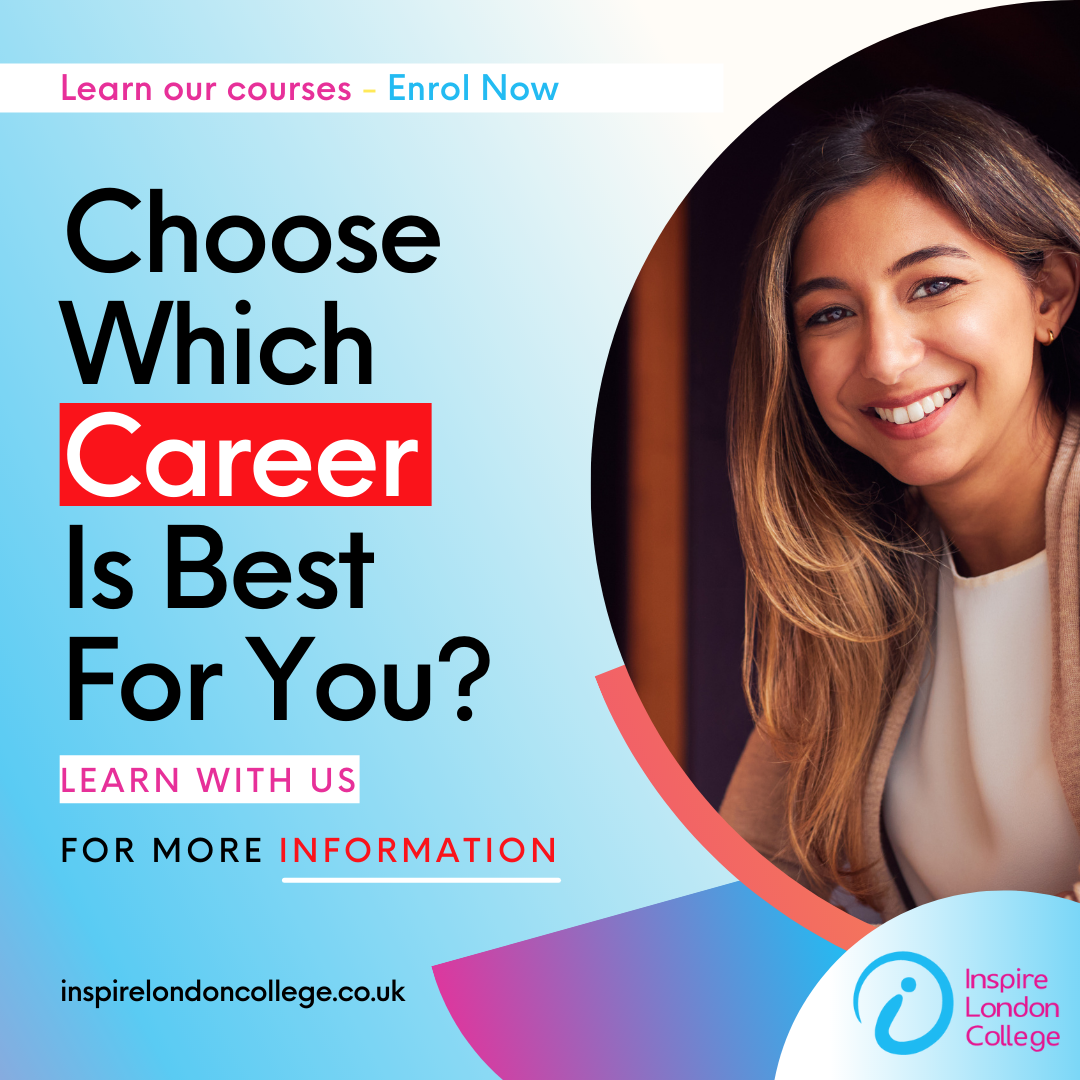 Learn our courses - Enrol Now
Choose
Which
Career
Is Best
For You?
LEARN WITH US
FOR MORE INFORMATION
inspirelondoncollege.co.uk
Inspire
London
College